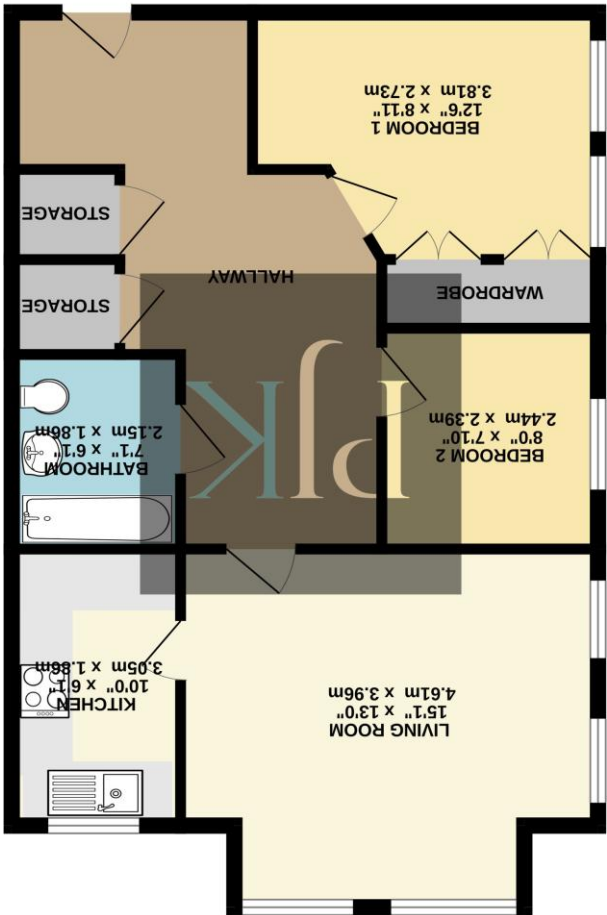 LIVING ROOM
15'1" x 13'0"
4.61m x 3.96m
KITCHEN
10'0" x 6'1"
3.05m x 1.86m
BATHROOM
7'1" x 6'1"
2.15m x 1.86m
BEDROOM 2
8'0" x 7'10"
2.44m x 2.39m
PJK
STORAGE
WARDROBE
HALLWAY
STORAGE
BEDROOM 1
12'6" x 8'11"
3.81m x 2.73m